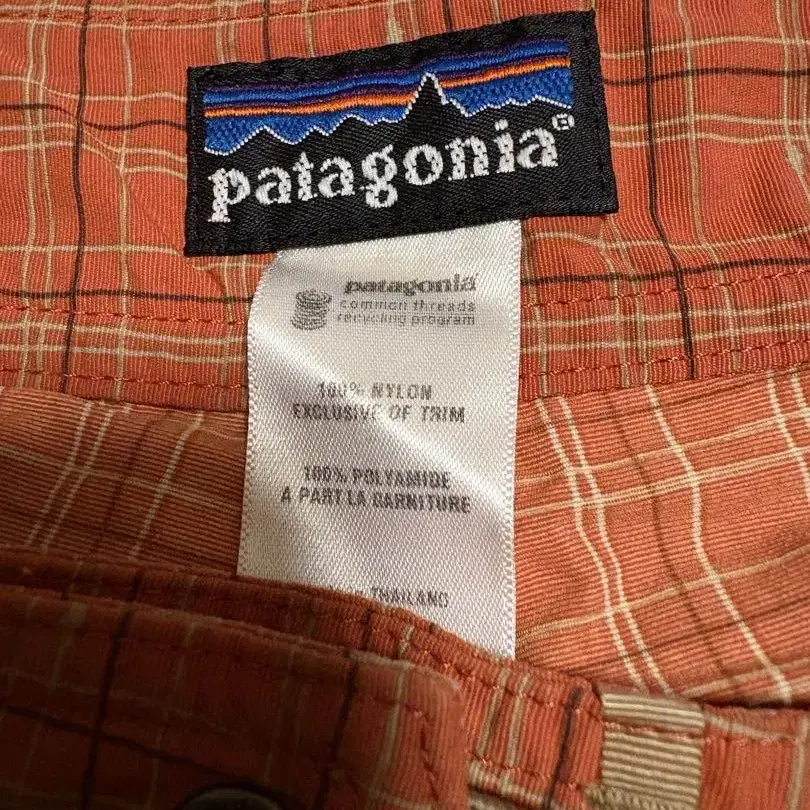 patagonia®
patagonia
common threads
recycling program
100% NYLON
EXCLUSIVE OF TRIM
100% POLYAMIDE
A PART LA GARNITURE
THAILAND